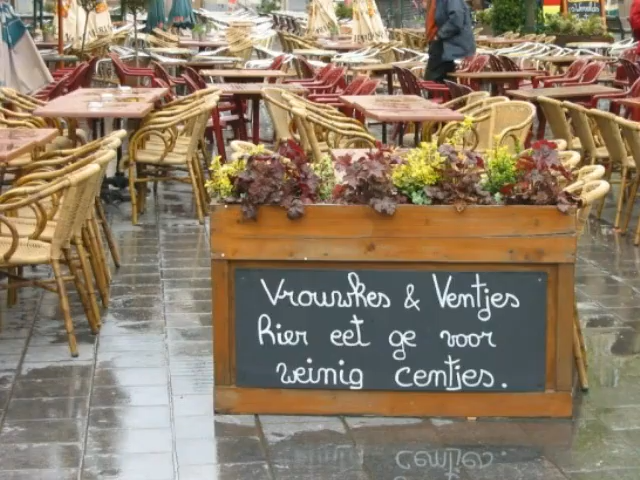 Vrouwkes & Ventjes
hier eet ge voor
weinig centjes.